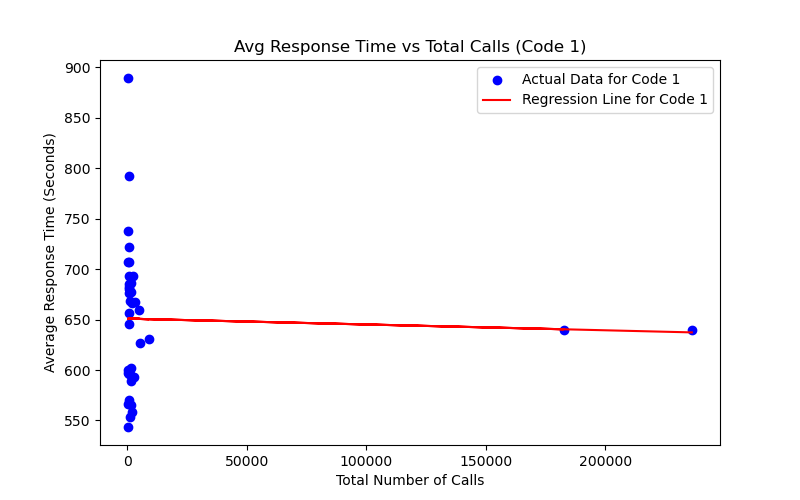 Avg Response Time vs Total Calls (Code 1)
Actual Data for Code 1
Regression Line for Code 1
Average Response Time (Seconds)
900
850
800
750
700
650
600
550
0
50000
100000
150000
200000
Total Number of Calls